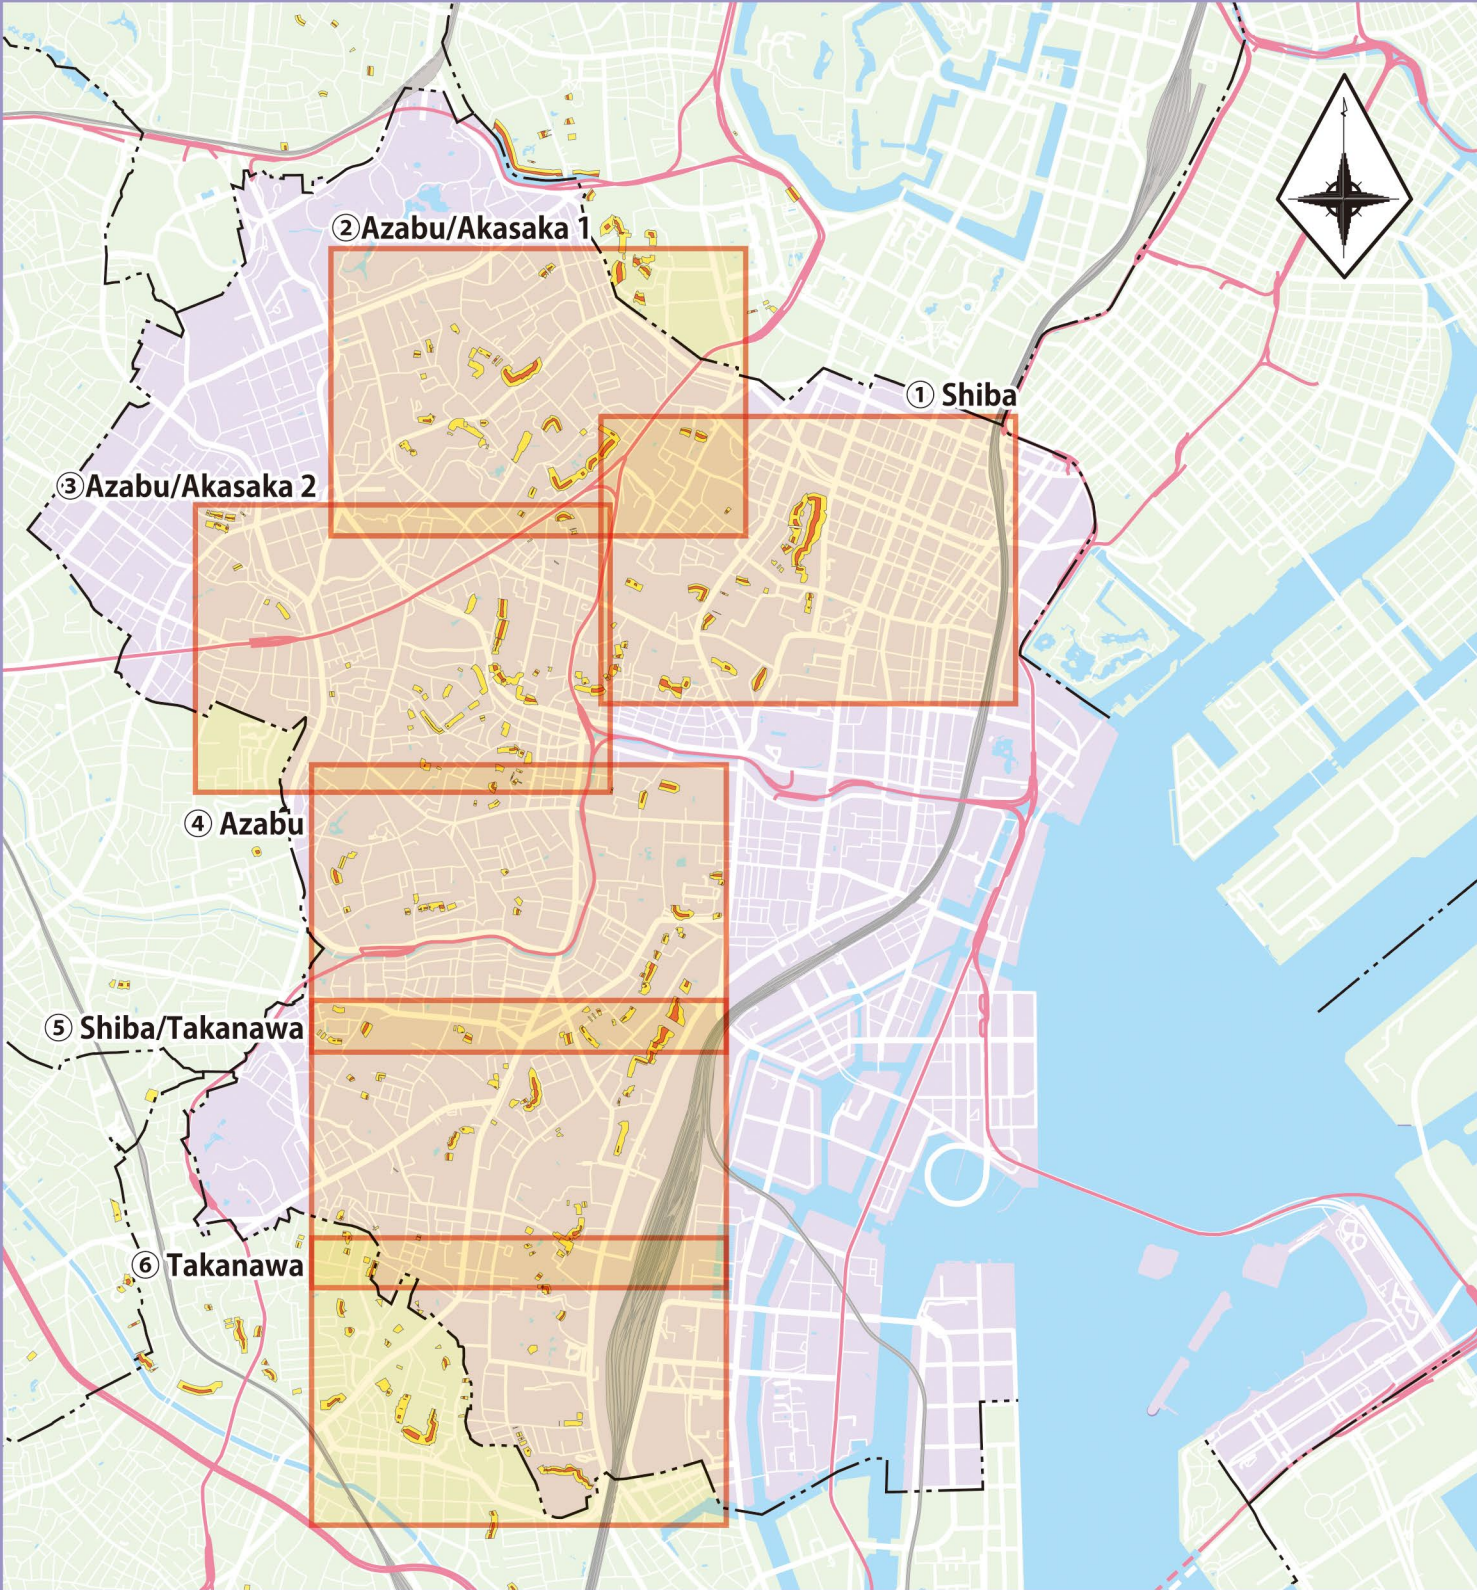 ②Azabu/Akasaka 1
① Shiba
③Azabu/Akasaka 2
④ Azabu
⑤ Shiba/Takanawa
⑥ Takanawa